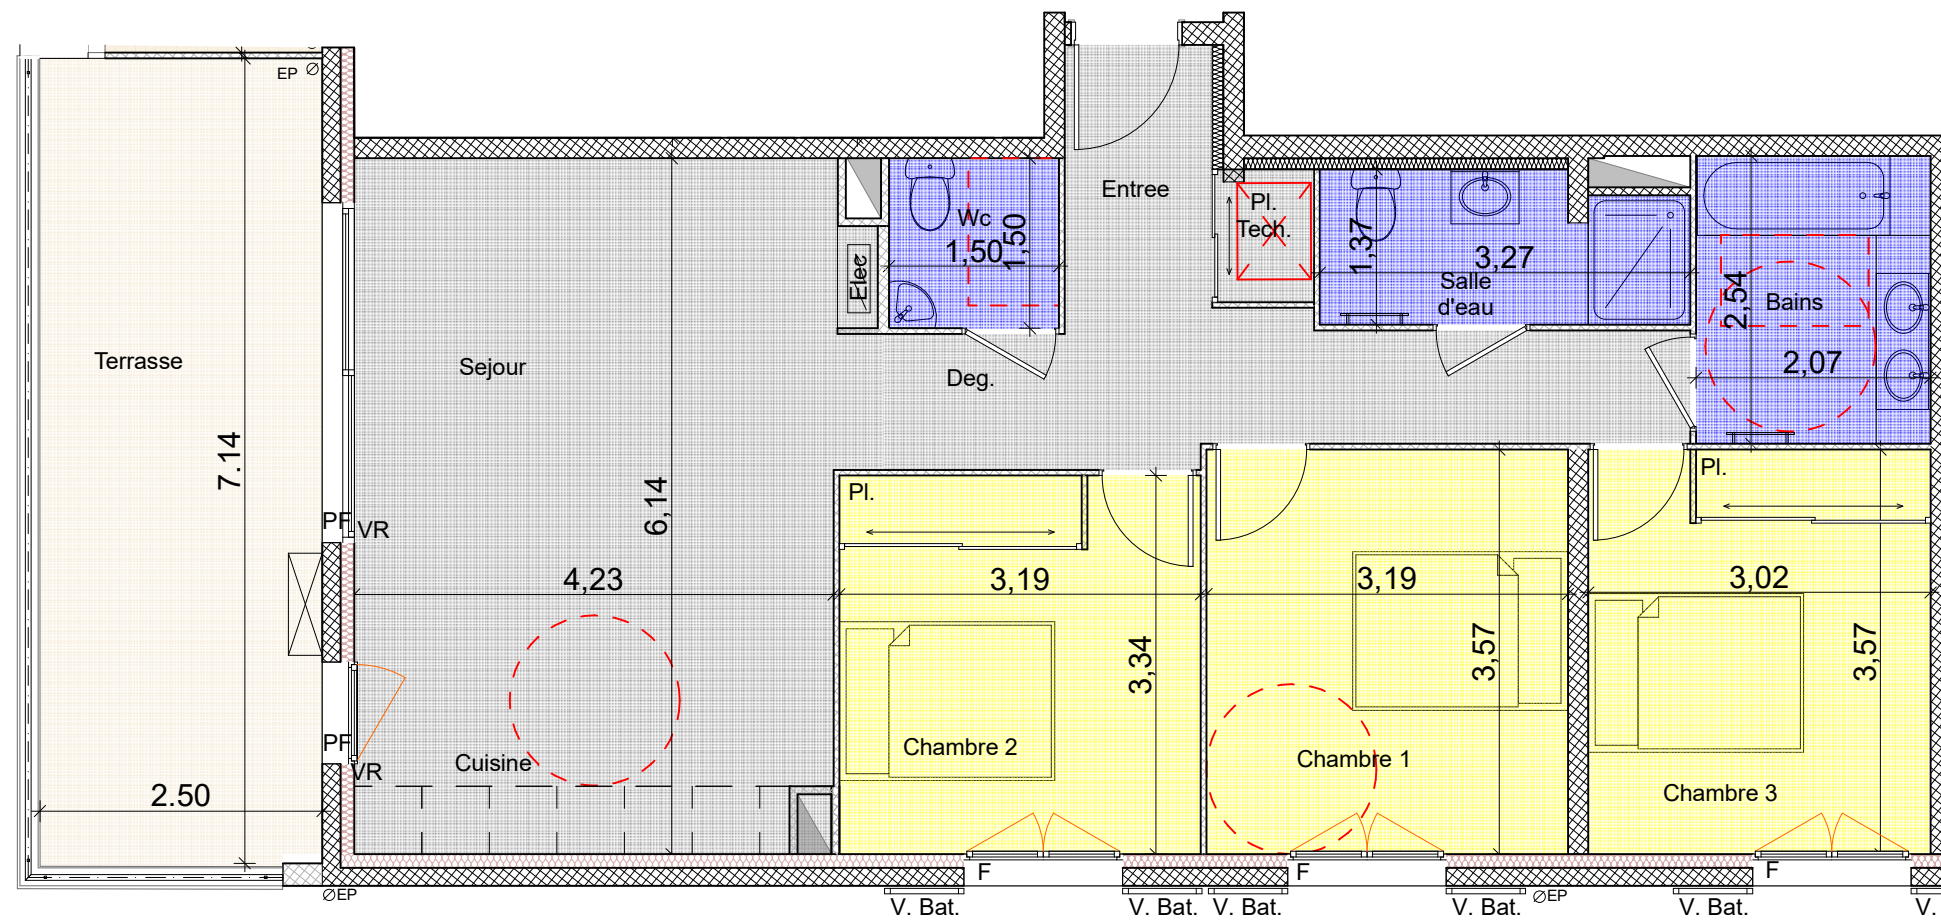 EP
Terrasse
7.14
2.50
PF
VR
PF
VR
EP
Sejour
6,14
4,23
Cuisine
Elec
Wc
1,50
1,50
Deg.
Entree
Pl.
Tech.
1,37
3,27
Salle
d'eau
2,54
Bains
2,07
Pl.
3,19
3,34
Chambre 2
3,19
3,57
Chambre 1
Pl.
3,02
3,57
Chambre 3
F
F
F
V. Bat.
V. Bat.
V. Bat.
V. Bat.
EP
V. Bat.
V.